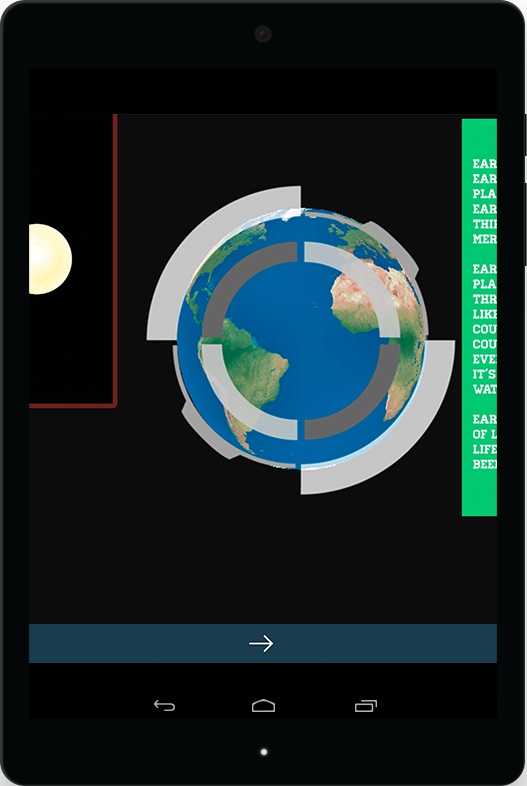 EAR
EAR
PLA
EAR
THI
MER
EAR
PLA
THR
LIKE
COU
COU
EVE
IT'S
WAT
EAR
OF L
LIFE
BEE